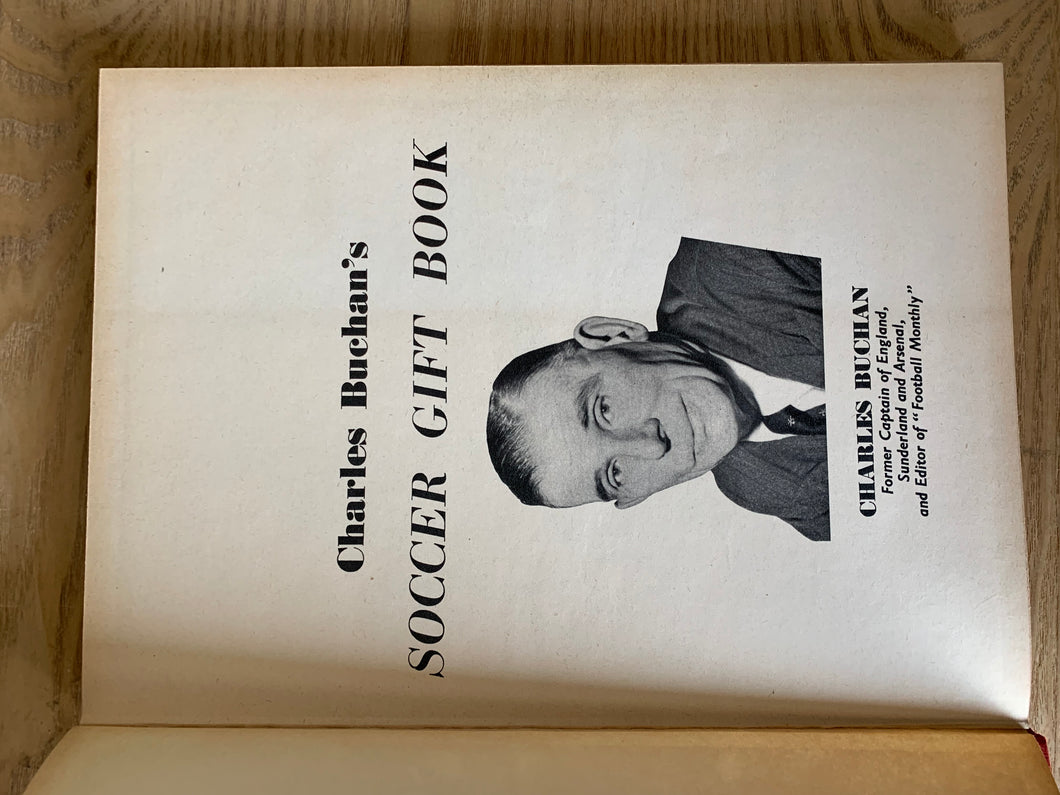 Charles Buchan's
SOCCER GIFT BOOK
CHARLES BUCHAN
Former Captain of England,
Sunderland and Arsenal,
and Editor of "Football Monthly"